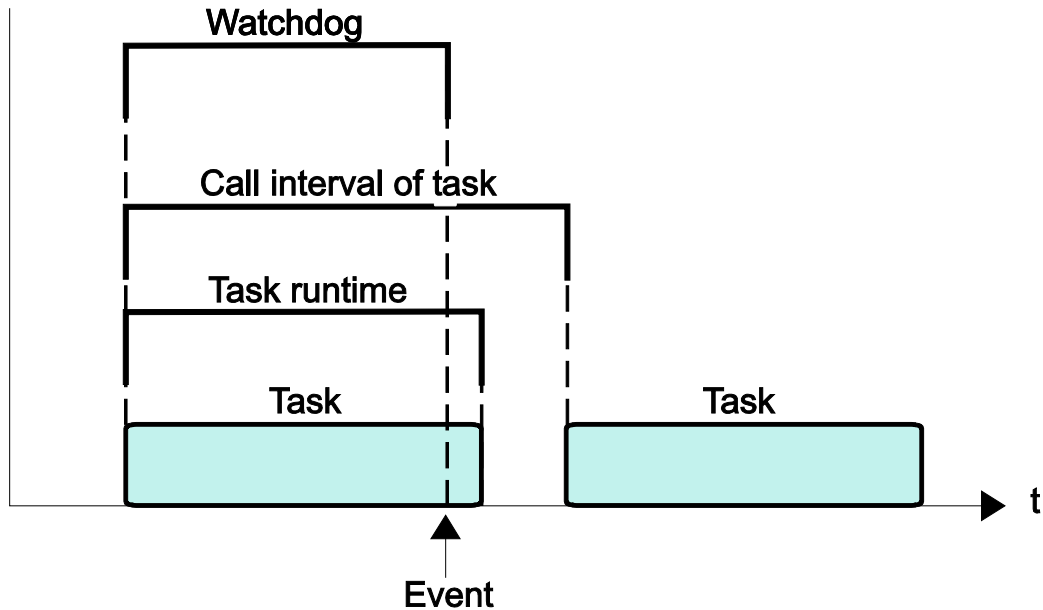 Watchdog
Call interval of task
Task runtime
Task
Task
t
Event